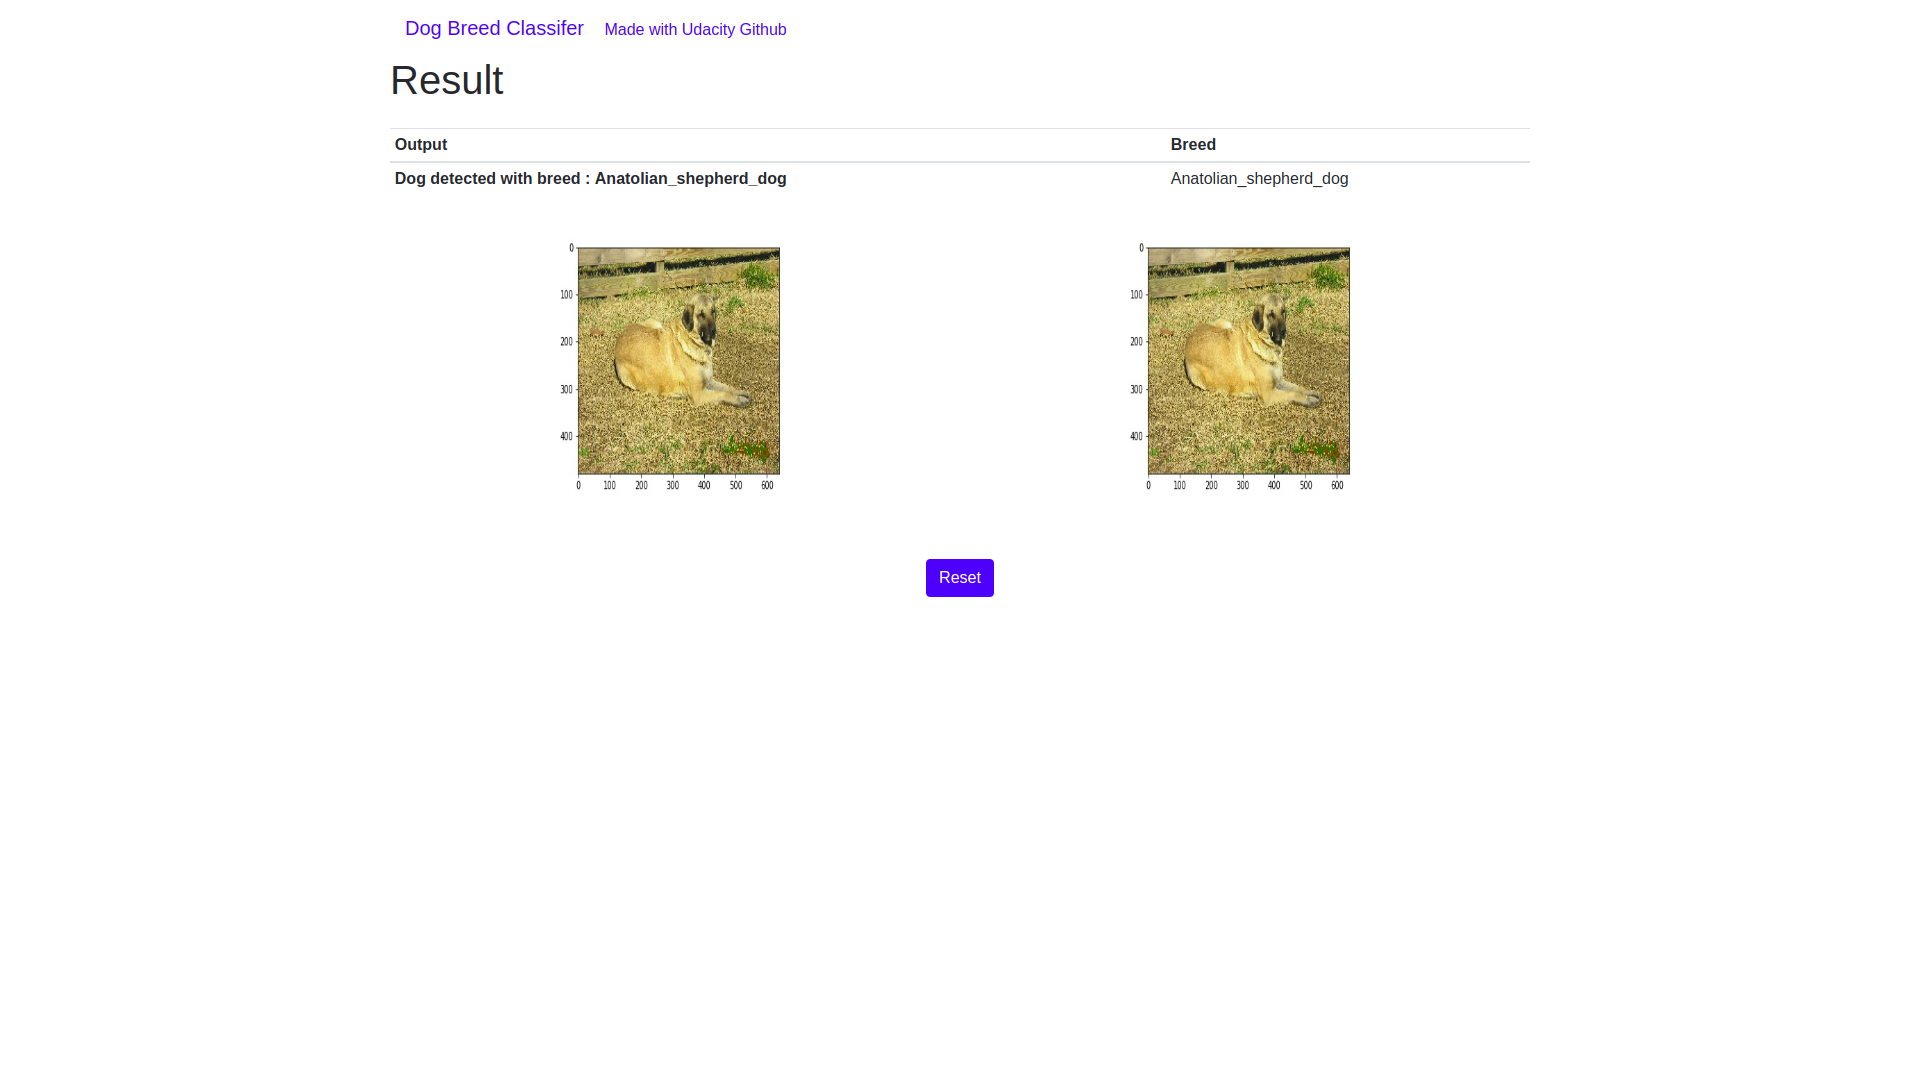 Dog Breed Classifer Made with Udacity Github
Result
Output Breed
Dog detected with breed : Anatolian_shepherd_dog Anatolian_shepherd_dog
0 0
100 100
200 200
300 300
400 400
0 100 200 300 400 500 600 0 100 200 300 400 500 600
Reset